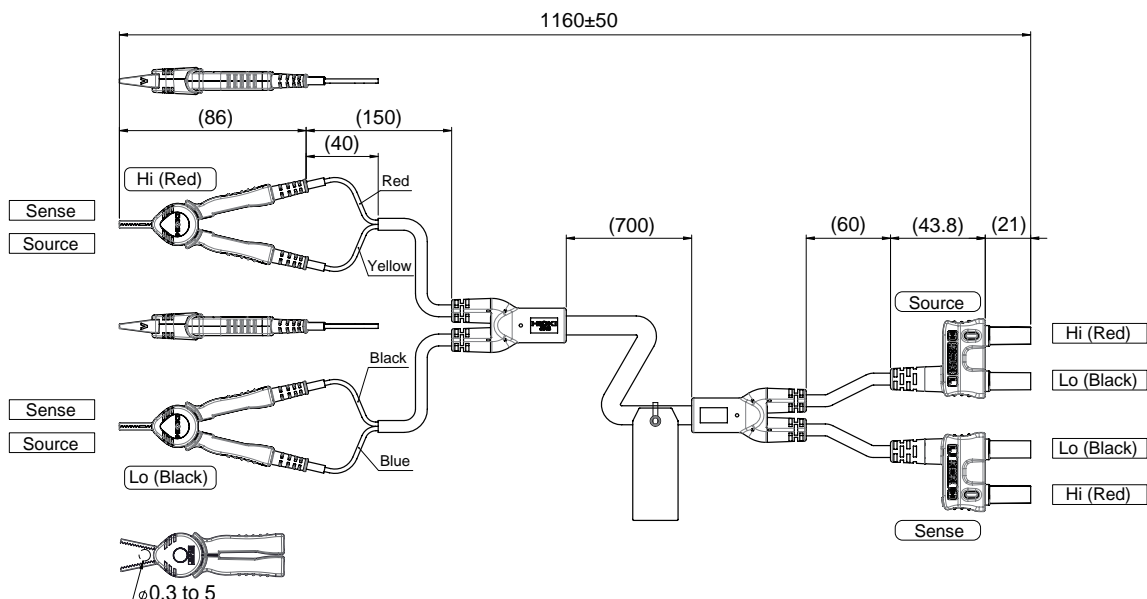 1160±50
(86)
(150)
(40)
Hi (Red)
Red
Sense
Source
Yellow
(700)
(60)
(43.8)
(21)
Source
Hi (Red)
Lo (Black)
HIOKI
Black
Sense
Source
Blue
Lo (Black)
Lo (Black)
Hi (Red)
Sense
⌀0.3 to 5